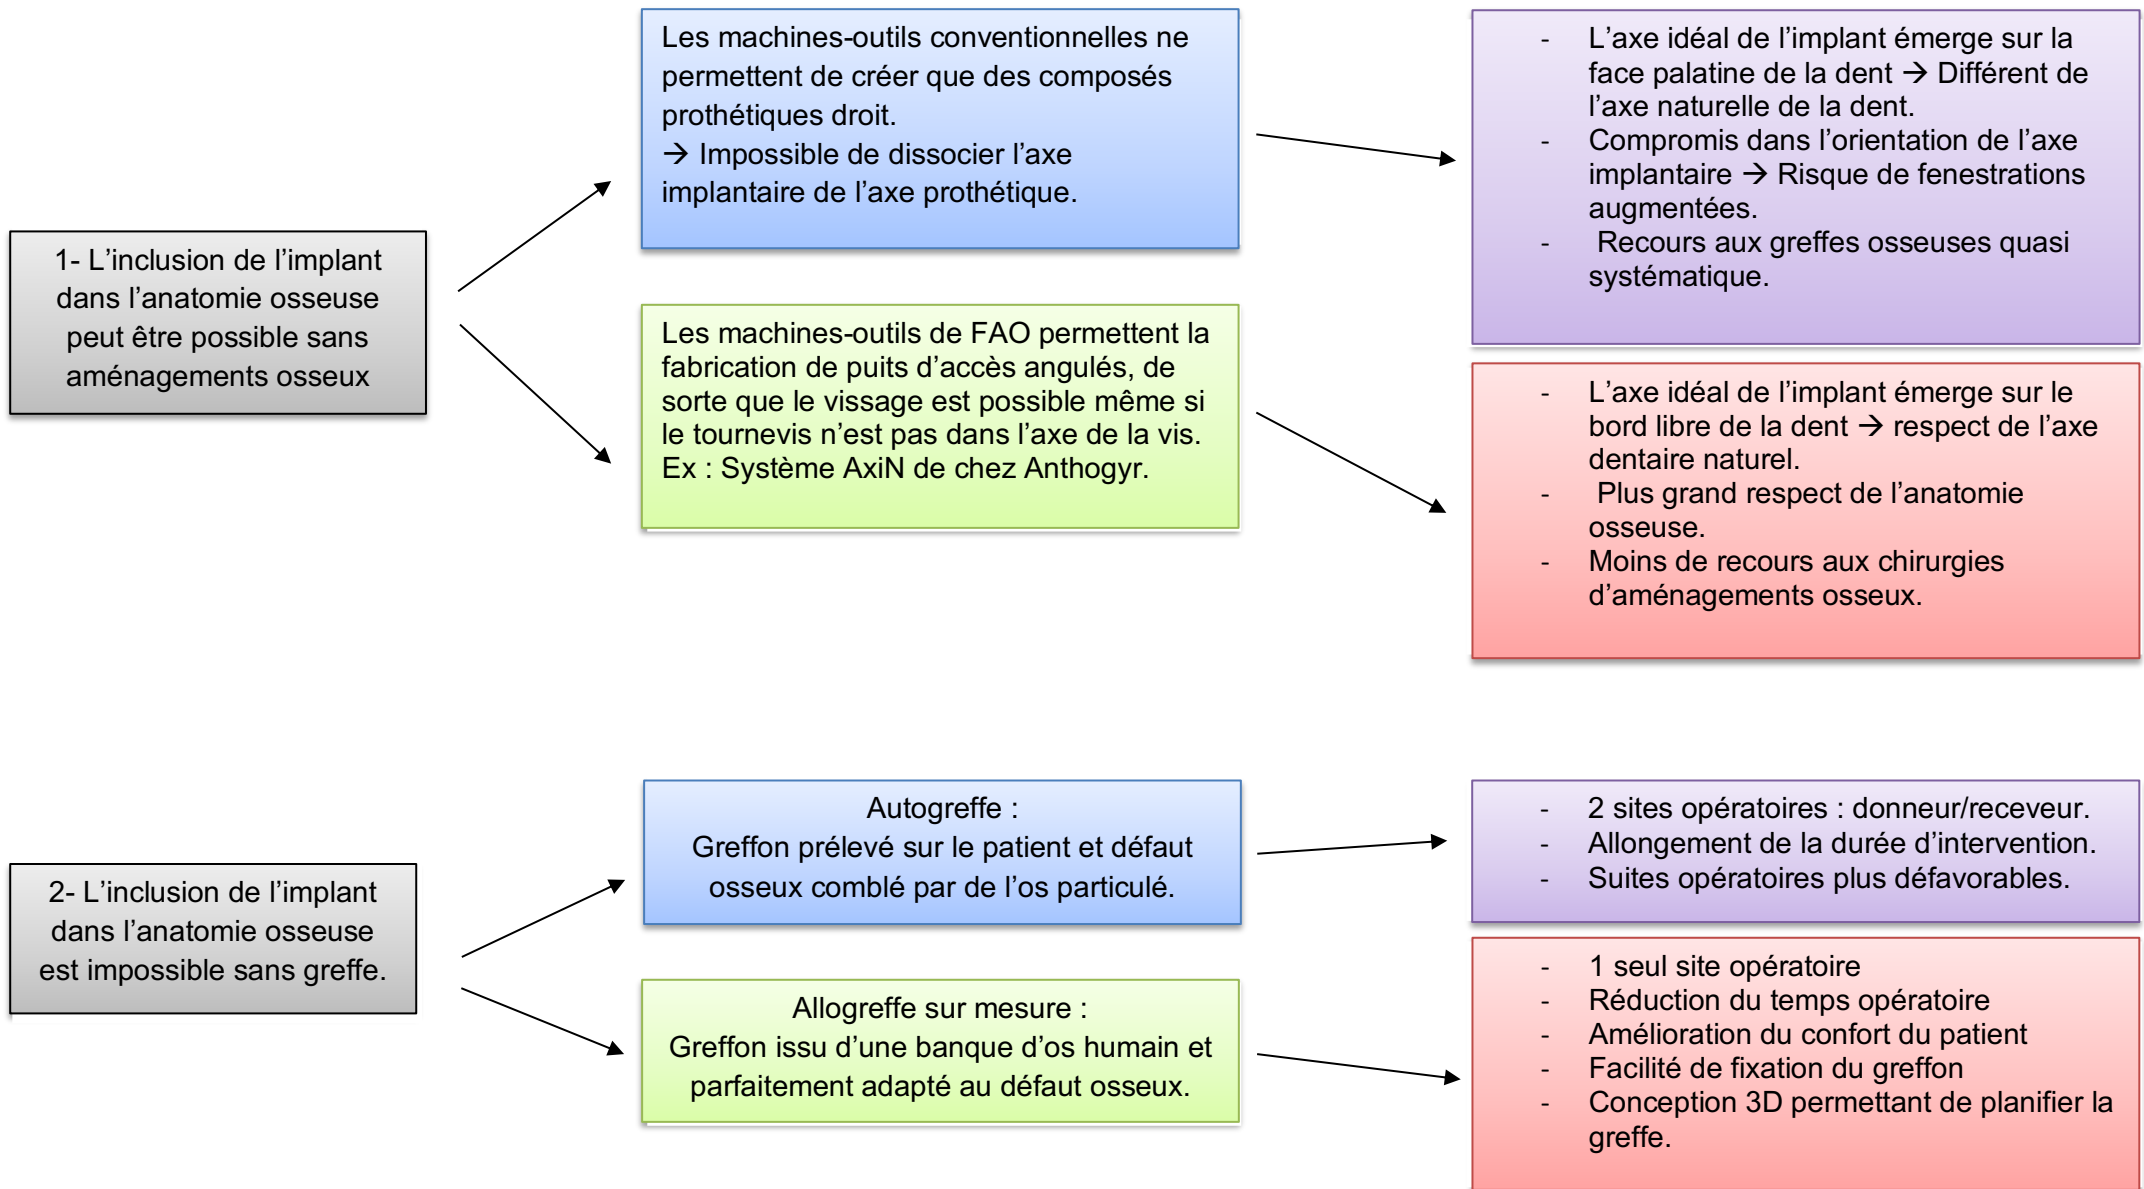 1- L’inclusion de l’implant
dans l’anatomie osseuse
peut être possible sans
aménagements osseux
Les machines-outils conventionnelles ne
permettent de créer que des composés
prothétiques droit.
→ Impossible de dissocier l’axe
implantaire de l’axe prothétique.
- L’axe idéal de l’implant émerge sur la
face palatine de la dent → Différent de
l’axe naturelle de la dent.
- Compromis dans l’orientation de l’axe
implantaire → Risque de fenestrations
augmentées.
- Recours aux greffes osseuses quasi
systématique.
Les machines-outils de FAO permettent la
fabrication de puits d’accès angulés, de
sorte que le vissage est possible même si
le tournevis n’est pas dans l’axe de la vis.
Ex : Système AxiN de chez Anthogyr.
- L’axe idéal de l’implant émerge sur le
bord libre de la dent → respect de l’axe
dentaire naturel.
- Plus grand respect de l’anatomie
osseuse.
- Moins de recours aux chirurgies
d’aménagements osseux.
2- L’inclusion de l’implant
dans l’anatomie osseuse
est impossible sans greffe.
Autogreffe :
Greffon prélevé sur le patient et défaut
osseux comblé par de l’os particulé.
- 2 sites opératoires : donneur/receveur.
- Allongement de la durée d’intervention.
- Suites opératoires plus défavorables.
Allogreffe sur mesure :
Greffon issu d’une banque d’os humain et
parfaitement adapté au défaut osseux.
- 1 seul site opératoire
- Réduction du temps opératoire
- Amélioration du confort du patient
- Facilité de fixation du greffon
- Conception 3D permettant de planifier la
greffe.